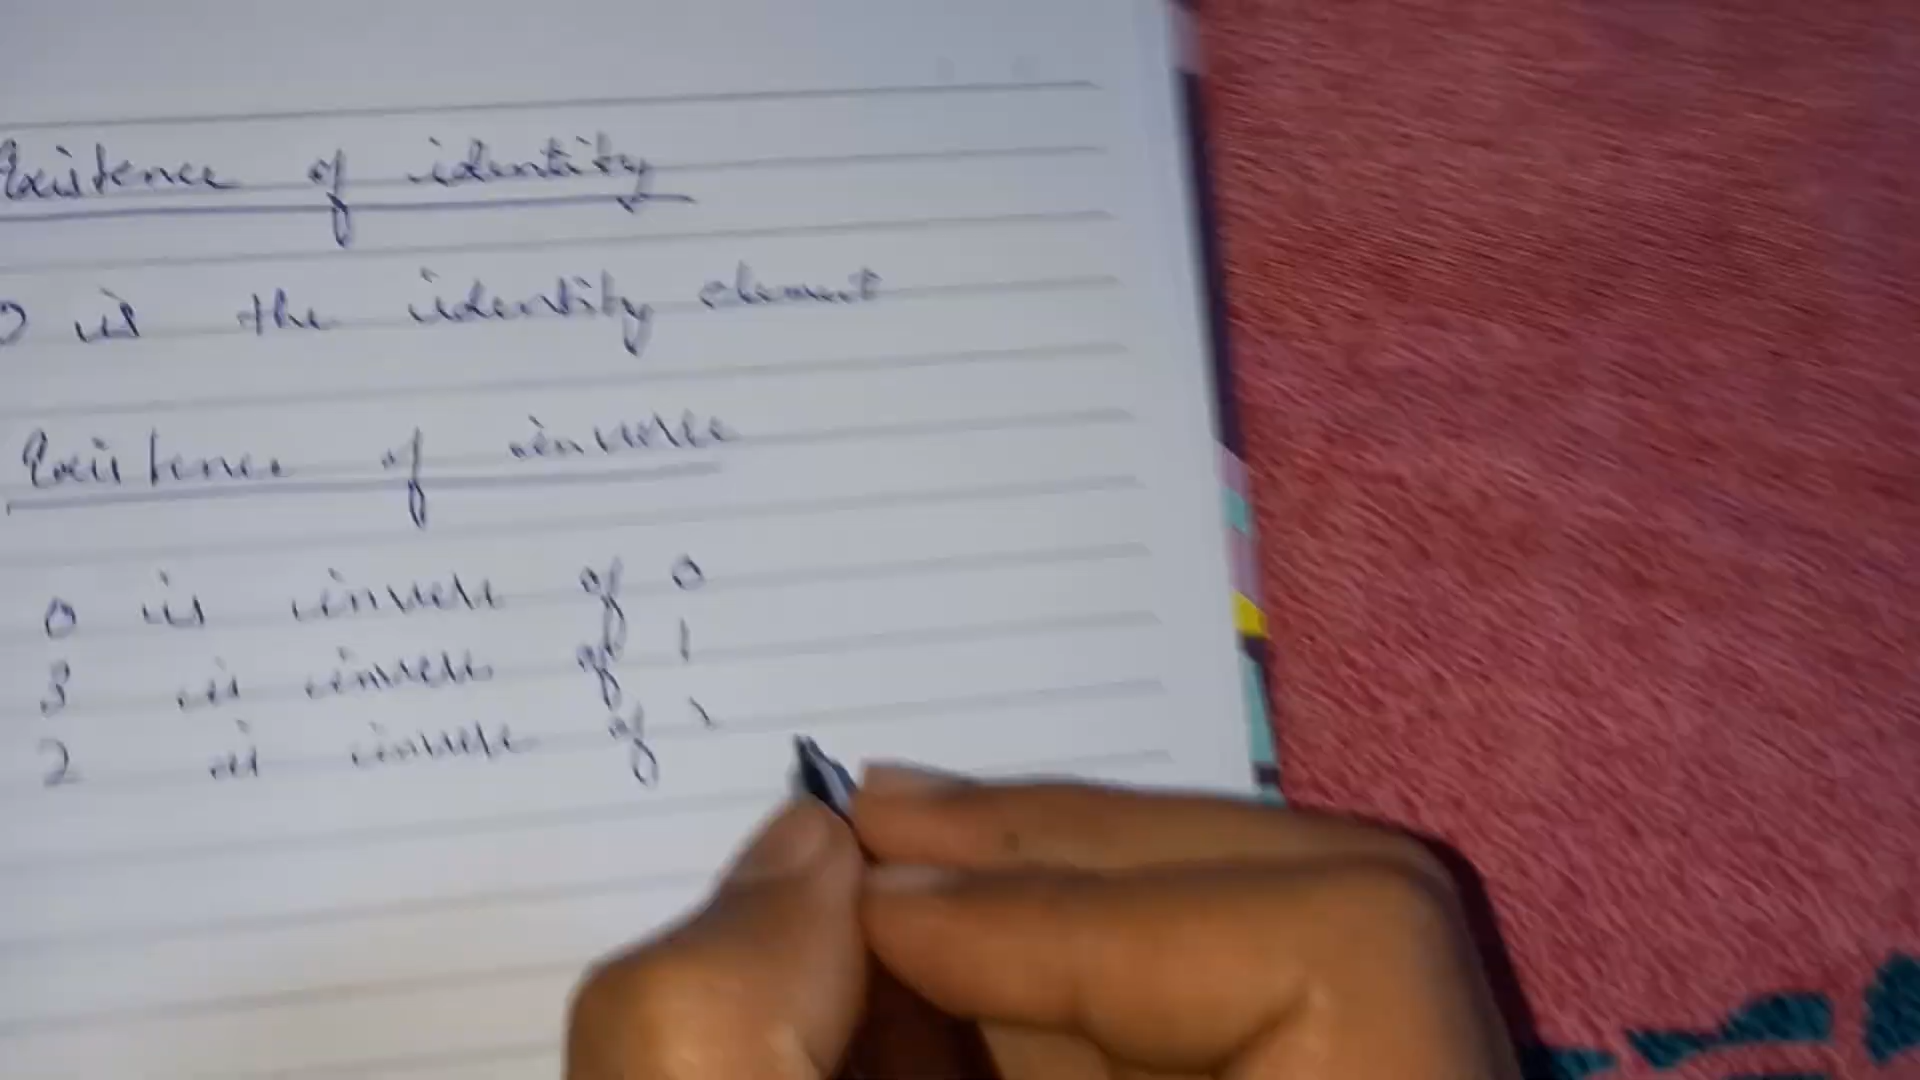 Existence of identity
0 is the identity element
Existence of inverse
0 is inverse of 0
3 is inverse of 1
2 is inverse of 2